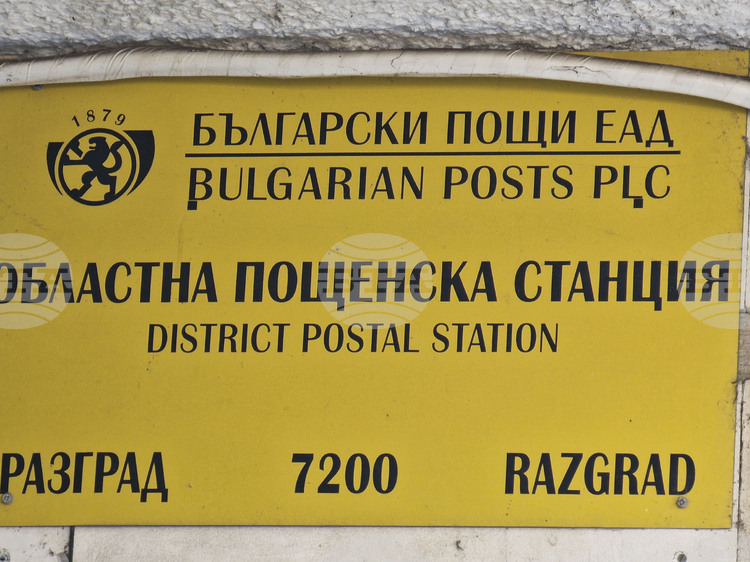 1879
БЪЛГАРСКИ ПОЩИ ЕАД
BULGARIAN POSTS PLC
ОБЛАСТНА ПОЩЕНСКА СТАНЦИЯ
DISTRICT POSTAL STATION
РАЗГРАД 7200 RAZGRAD